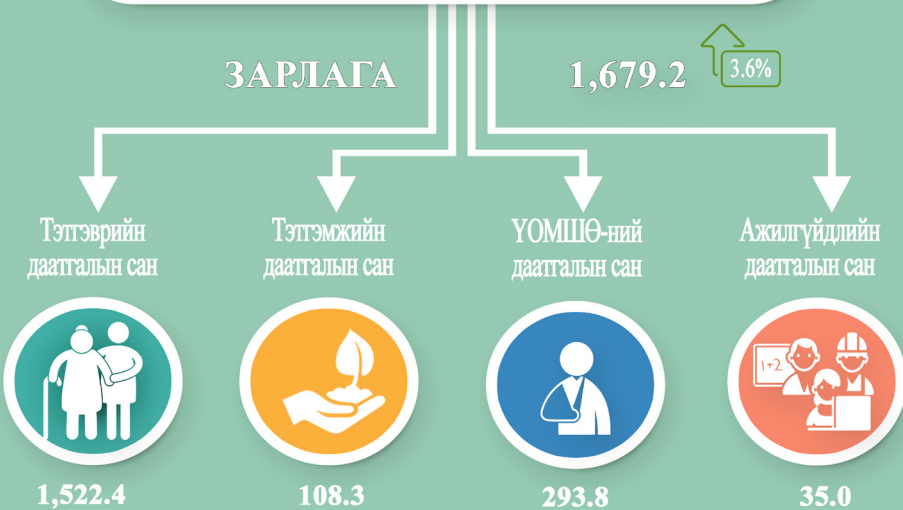 ЗАРЛАГА 1,679.2 3.6%
Тэтгэврийн
даатгалын сан
Тэтгэмжийн
даатгалын сан
ҮОМШӨ-ний
даатгалын сан
Ажилгүйдлийн
даатгалын сан
1+2
1,522.4
108.3
293.8
35.0